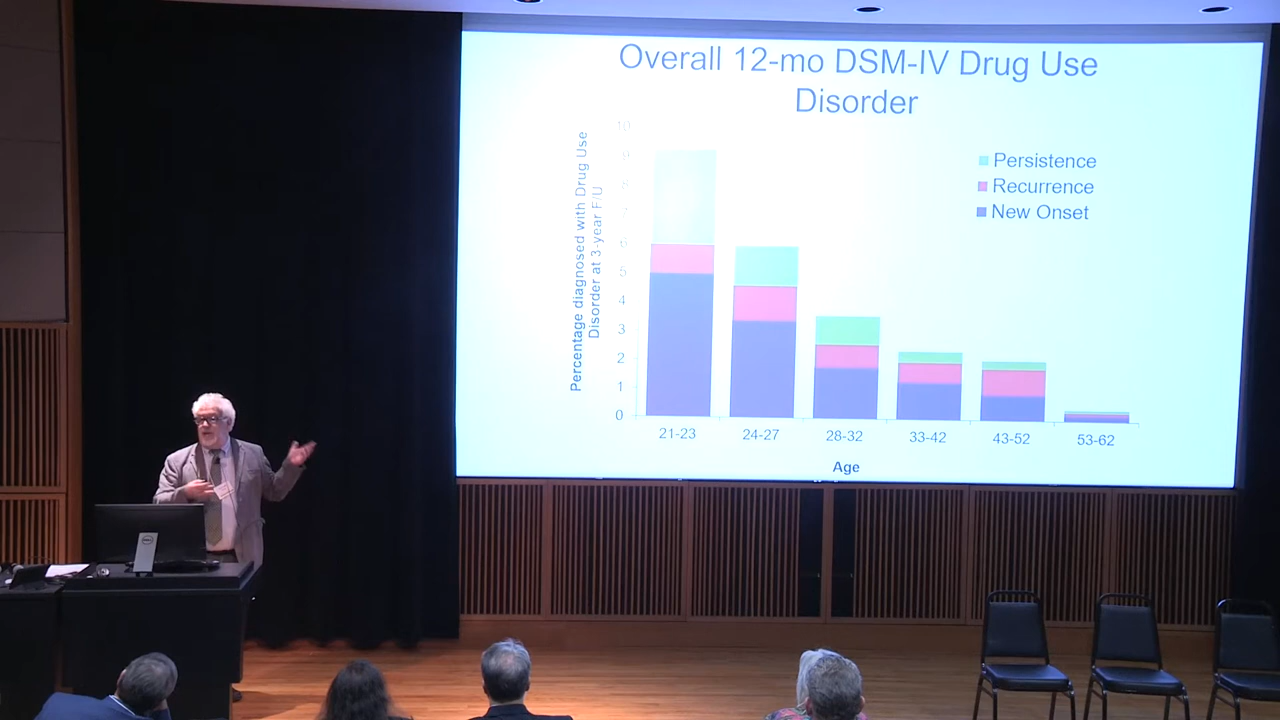 Overall 12-mo DSM-IV Drug Use
Disorder
Percentage diagnosed with Drug Use
Disorder at 3-year F/U
10
9
8
7
6
5
4
3
2
1
0
Persistence
Recurrence
New Onset
21-23
24-27
28-32
33-42
43-52
53-62
Age
DELL